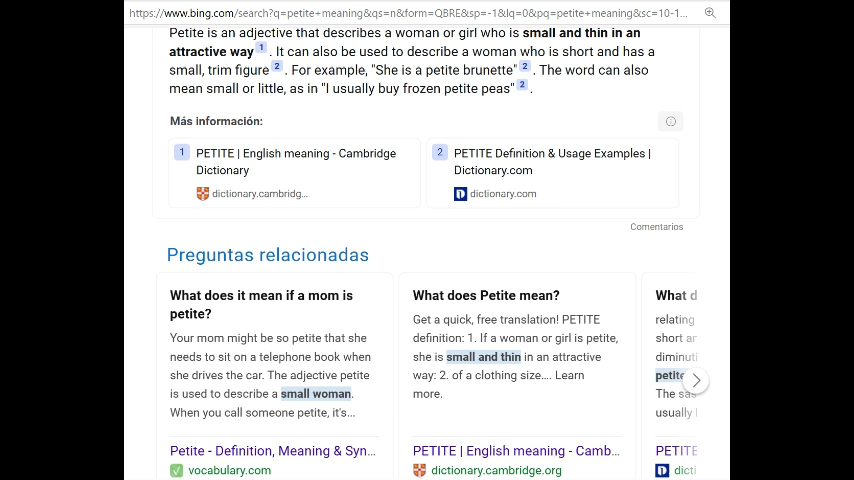 https://www.bing.com/search?q=petite+meaning&qs=n&form=QBRE&sp=-1&lq=0&pq=petite+meaning&sc=10-1...
Petite is an adjective that describes a woman or girl who is small and thin in an
attractive way 1 . It can also be used to describe a woman who is short and has a
small, trim figure 2 . For example, "She is a petite brunette" 2 . The word can also
mean small or little, as in "I usually buy frozen petite peas" 2 .
Más información:
1 PETITE | English meaning - Cambridge
Dictionary
dictionary.cambridg...
2 PETITE Definition & Usage Examples |
Dictionary.com
dictionary.com
Comentarios
Preguntas relacionadas
What does it mean if a mom is
petite?
Your mom might be so petite that she
needs to sit on a telephone book when
she drives the car. The adjective petite
is used to describe a small woman.
When you call someone petite, it's...
Petite - Definition, Meaning & Syn...
vocabulary.com
What does Petite mean?
Get a quick, free translation! PETITE
definition: 1. If a woman or girl is petite,
she is small and thin in an attractive
way: 2. of a clothing size.... Learn
more.
PETITE | English meaning - Camb...
dictionary.cambridge.org
What d
relating
short an
diminuti
petite
The
usually
PETITE
dicti